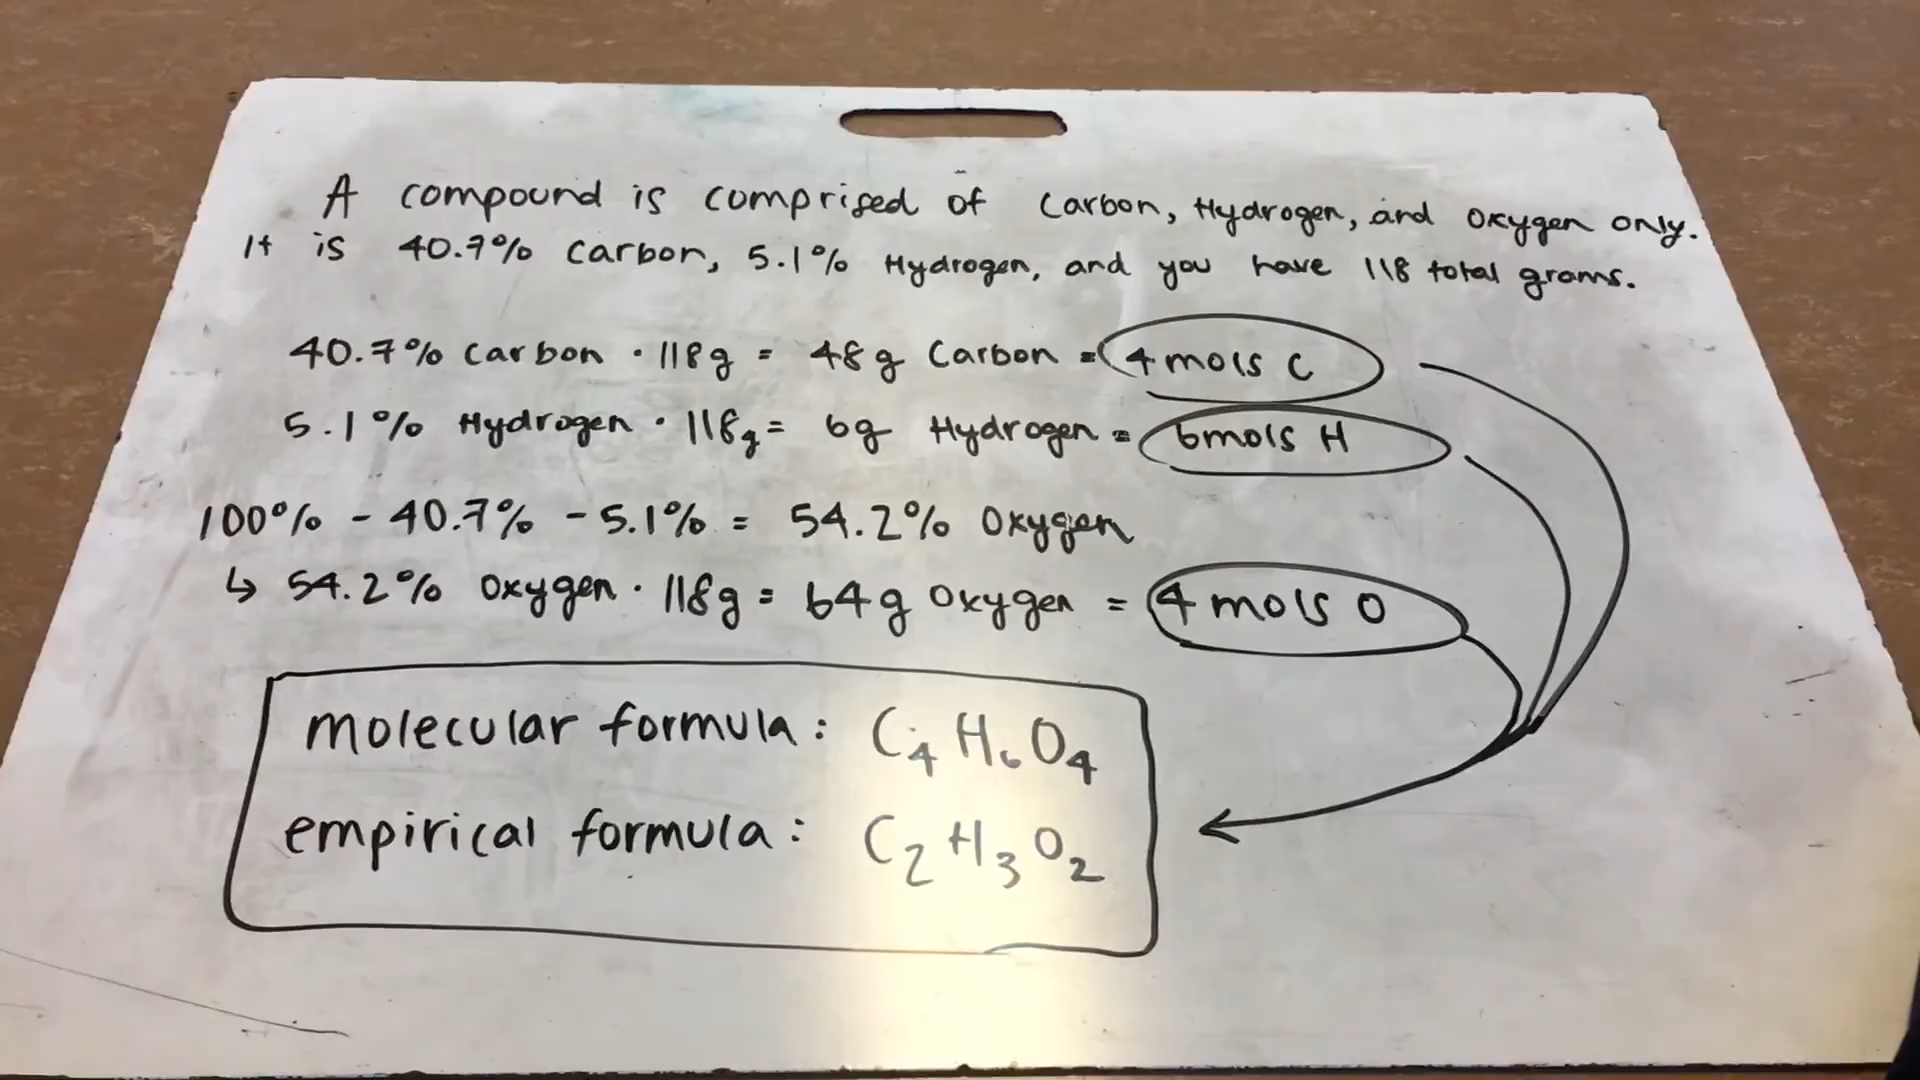 A compound is comprised of Carbon, Hydrogen, and Oxygen only.
It is 40.7% Carbon, 5.1% Hydrogen, and you have 118 total grams.
40.7% Carbon · 118g = 48g Carbon = 4 mols C
5.1% Hydrogen · 118g = 6g Hydrogen = 6 mols H
100% - 40.7% - 5.1% = 54.2% Oxygen
↳ 54.2% Oxygen · 118g = 64g Oxygen = 4 mols O
molecular formula: C₄H₆O₄
empirical formula: C₂H₃O₂